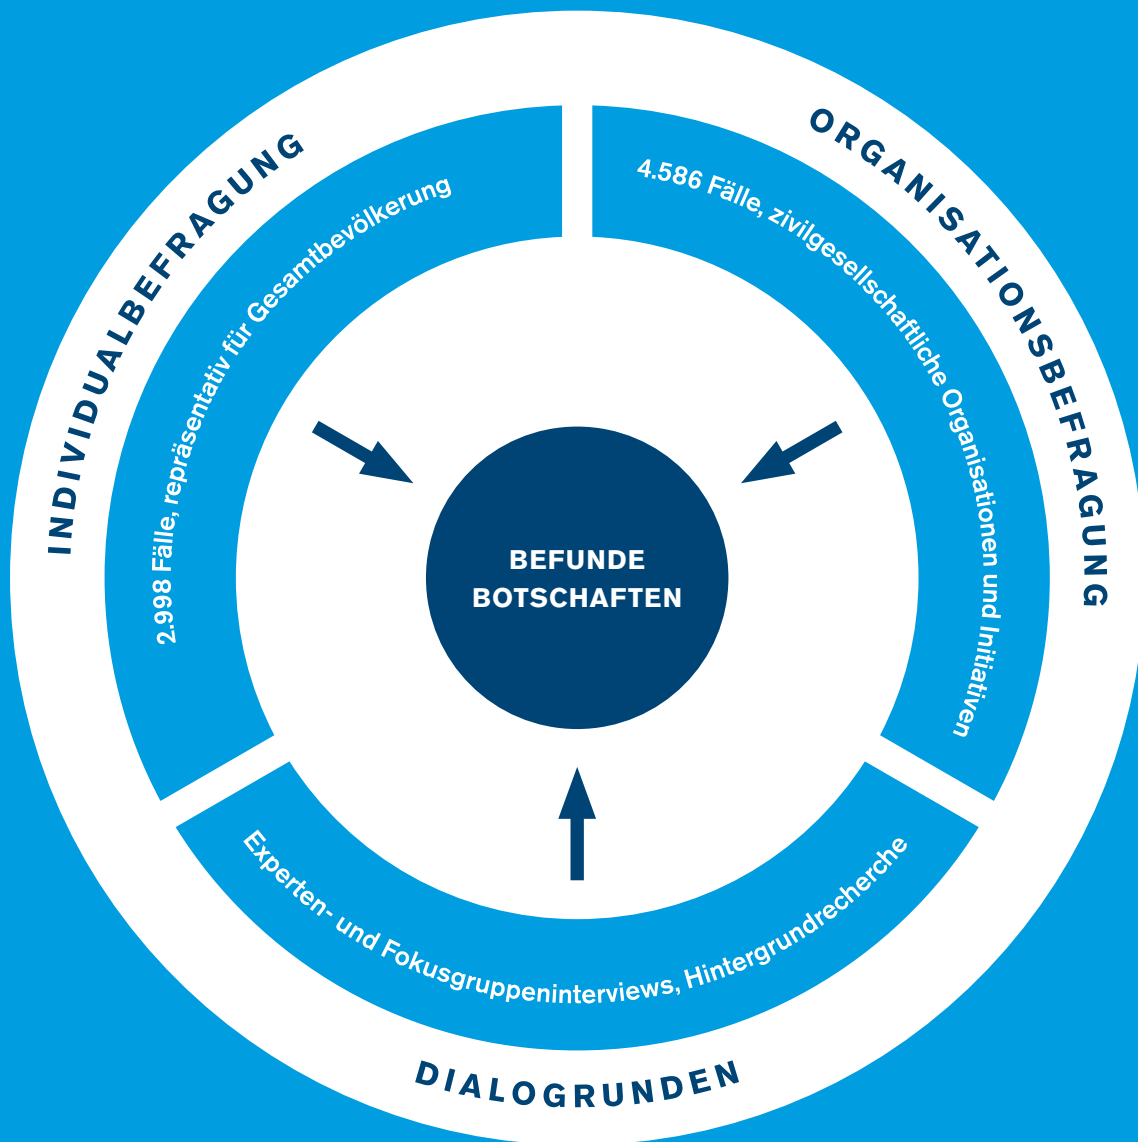 INDIVIDUALBEFRAGUNG
2.998 Fälle, repräsentativ für Gesamtbevölkerung
ORGANISATIONSBEFRAGUNG
4.586 Fälle, zivilgesellschaftliche Organisationen und Initiativen
BEFUNDE
BOTSCHAFTEN
Experten- und Fokusgruppeninterviews, Hintergrundrecherche
DIALOGRUNDEN